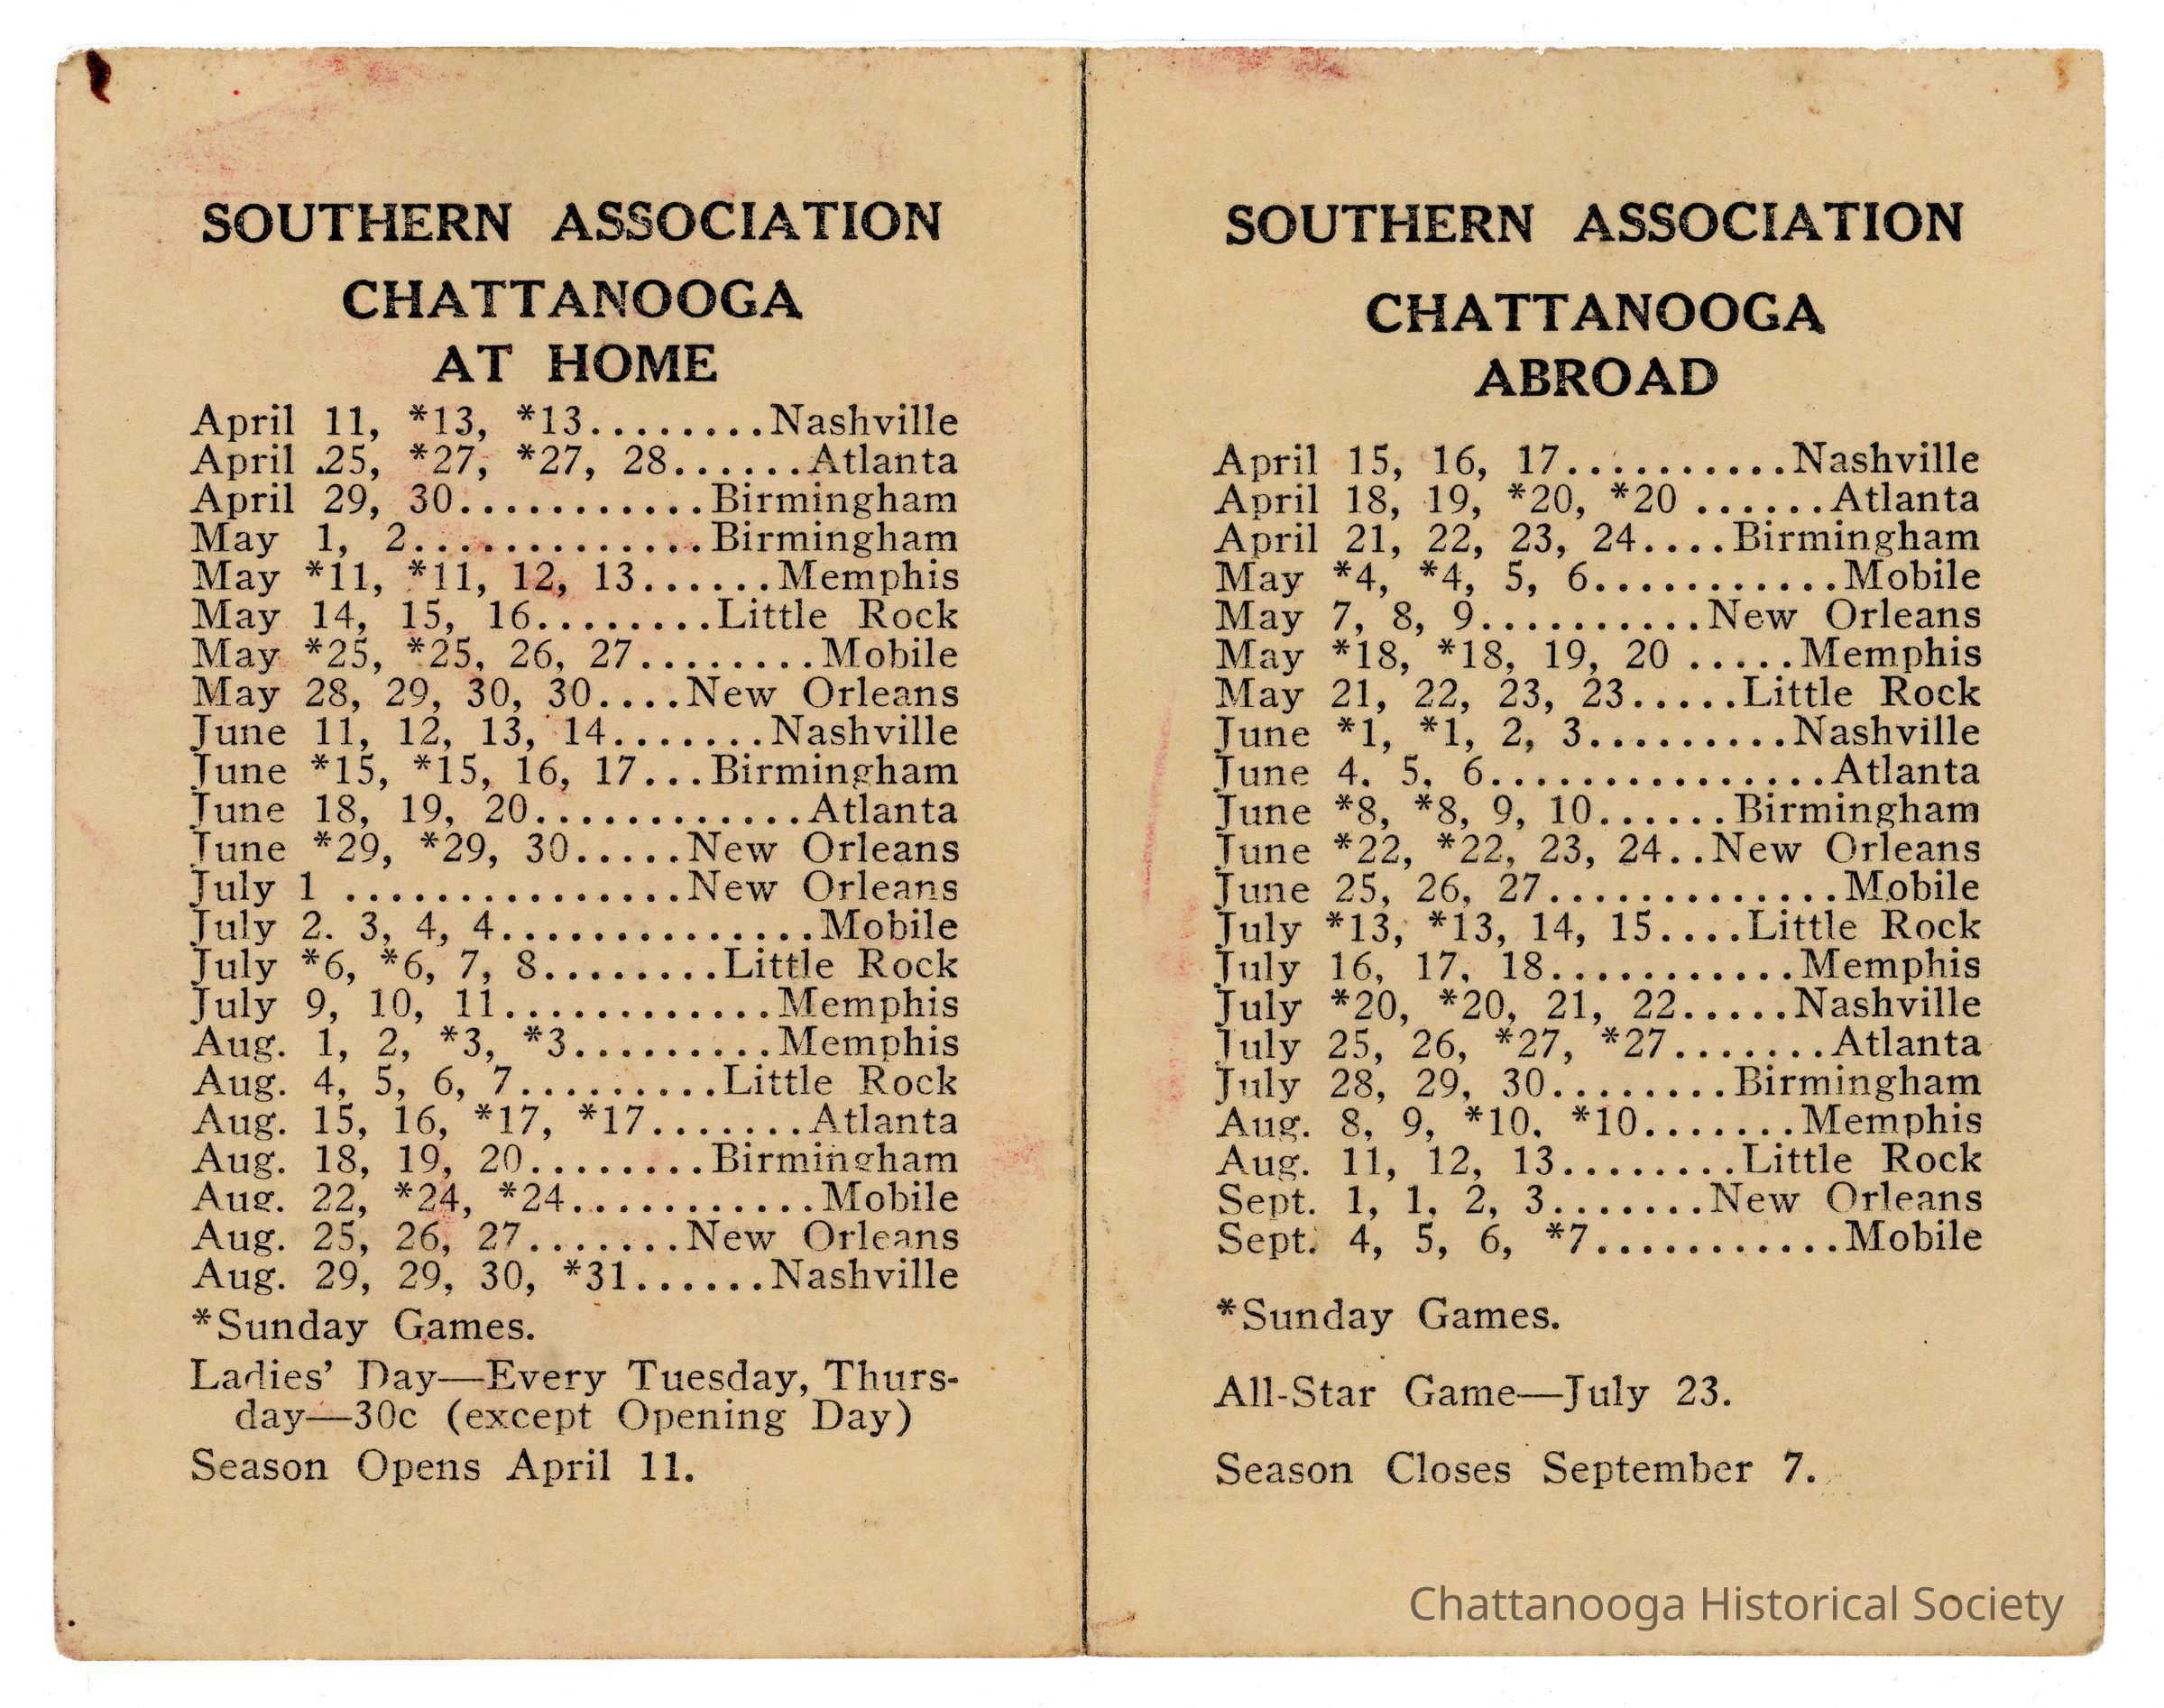 SOUTHERN ASSOCIATION
CHATTANOOGA
AT HOME
April 11, *13, *13........Nashville
April 25, *27, *27, 28......Atlanta
April 29, 30...........Birmingham
May 1, 2.............Birmingham
May *11, *11, 12, 13......Memphis
May 14, 15, 16........Little Rock
May *25, *25, 26, 27........Mobile
May 28, 29, 30, 30....New Orleans
June 11, 12, 13, 14.......Nashville
June *15, *15, 16, 17...Birmingham
June 18, 19, 20............Atlanta
June *29, *29, 30.....New Orleans
July 1 ...............New Orleans
July 2. 3, 4, 4..............Mobile
July *6, *6, 7, 8........Little Rock
July 9, 10, 11............Memphis
Aug. 1, 2, *3, *3.........Memphis
Aug. 4, 5, 6, 7.........Little Rock
Aug. 15, 16, *17, *17.......Atlanta
Aug. 18, 19, 20........Birmingham
Aug. 22, *24, *24...........Mobile
Aug. 25, 26, 27.......New Orleans
Aug. 29, 29, 30, *31......Nashville
*Sunday Games.
Ladies' Day—Every Tuesday, Thurs-
day—30c (except Opening Day)
Season Opens April 11.
SOUTHERN ASSOCIATION
CHATTANOOGA
ABROAD
April 15, 16, 17..........Nashville
April 18, 19, *20, *20 ......Atlanta
April 21, 22, 23, 24....Birmingham
May *4, *4, 5, 6...........Mobile
May 7, 8, 9..........New Orleans
May *18, *18, 19, 20 .....Memphis
May 21, 22, 23, 23.....Little Rock
June *1, *1, 2, 3.........Nashville
June 4. 5, 6...............Atlanta
June *8, *8, 9, 10......Birmingham
June *22, *22, 23, 24..New Orleans
June 25, 26, 27.............Mobile
July *13, *13, 14, 15....Little Rock
July 16, 17, 18...........Memphis
July *20, *20, 21, 22.....Nashville
July 25, 26, *27, *27.......Atlanta
July 28, 29, 30........Birmingham
Aug. 8, 9, *10, *10.......Memphis
Aug. 11, 12, 13........Little Rock
Sept. 1, 1, 2, 3.......New Orleans
Sept. 4, 5, 6, *7...........Mobile
*Sunday Games.
All-Star Game—July 23.
Season Closes September 7.
Chattanooga Historical Society